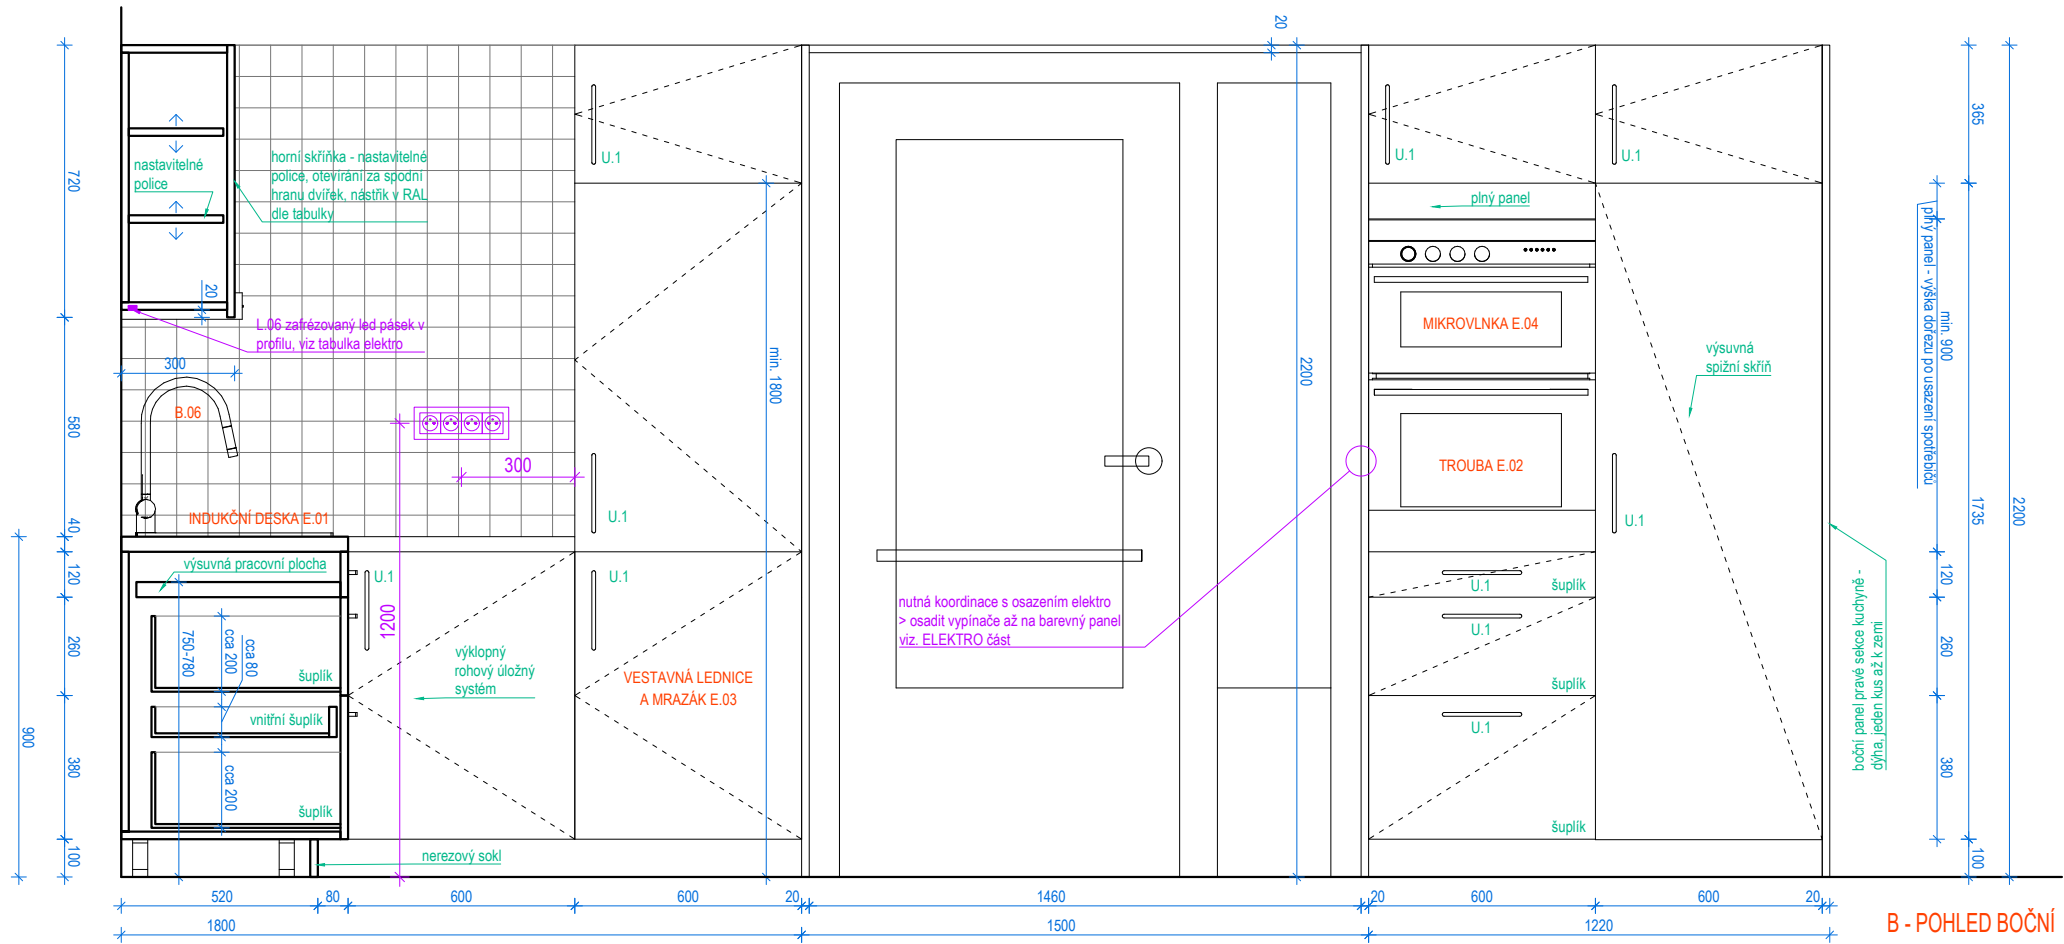 20
U.1
U.1
U.1
365
nastavitelné
police
horní skříňka - nastavitelné
police, otevírání za spodní
hranu dvířek, nástřik v RAL
dle tabulky
720
plný panel
plný panel - výška dořezu po usazení spotřebičů
min. 900
20
L.06 zafrézovaný led pásek v
profilu, viz tabulka elektro
MIKROVLNKA E.04
výsuvná
spižní skříň
min. 1800
2200
300
B.06
580
300
TROUBA E.02
1735
2200
INDUKČNÍ DESKA E.01
U.1
U.1
40
výsuvná pracovní plocha
U.1
U.1
120
1200
750-780
cca 200
cca 80
260
šuplík
U.1
šuplík
120
nutná koordinace s osazením elektro
> osadit vypínače až na barevný panel
viz. ELEKTRO část
U.1
260
boční panel pravé sekce kuchyně -
dýha, jeden kus až k zemi
výklopný
rohový úložný
systém
VESTAVNÁ LEDNICE
A MRAZÁK E.03
šuplík
vnitřní šuplík
U.1
900
380
cca 200
380
šuplík
šuplík
nerezový sokl
100
100
520
80
600
600
20
1460
20
600
600
20
1800
1500
1220
B - POHLED BOČNÍ